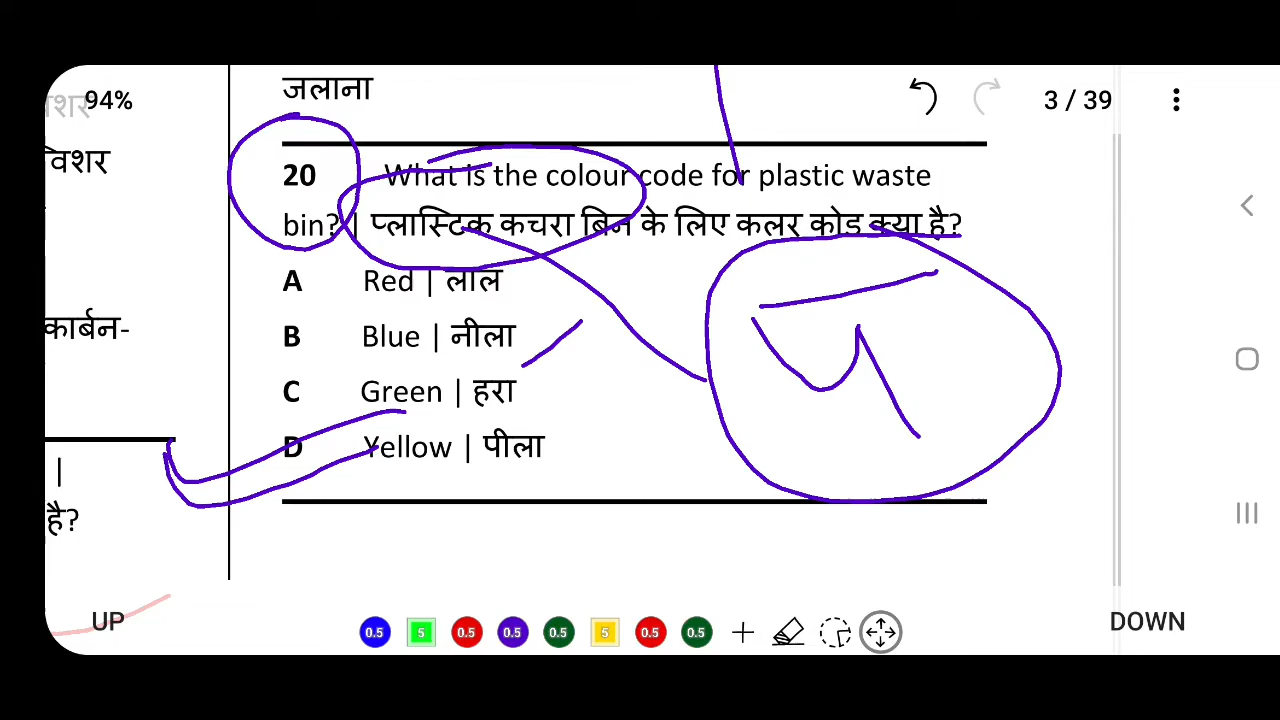 जलाना
94%
3 / 39
विशर
20 What is the colour code for plastic waste
bin? | प्लास्टिक कचरा बिन के लिए कलर कोड क्या है?
A Red | लाल
B Blue | नीला
C Green | हरा
D Yellow | पीला
कार्बन-
|
है?
प
UP
0.5 5 0.5 0.5 0.5 5 0.5 0.5
DOWN